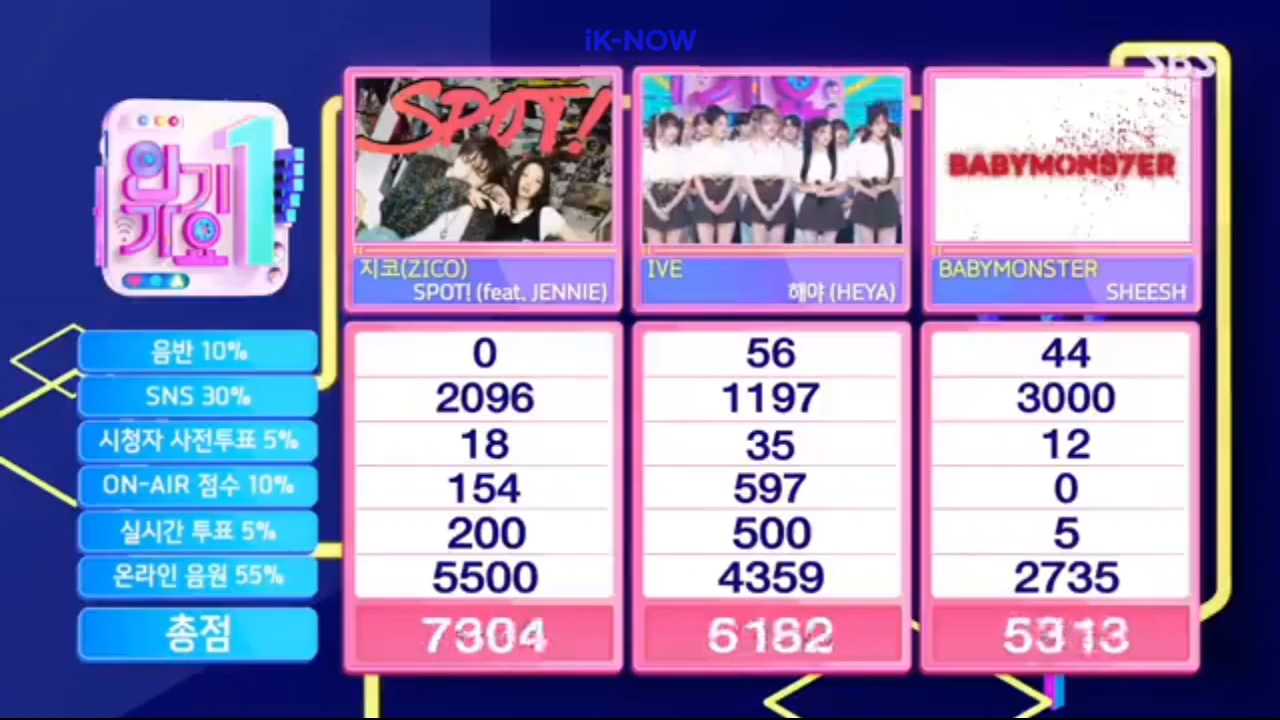 iK-NOW
SBS
인기가요
1
SPOT!
BABYMONS7ER
지코(ZICO)
SPOT! (feat. JENNIE)
IVE
해야 (HEYA)
BABYMONSTER
SHEESH
음반 10% 0 56 44
SNS 30% 2096 1197 3000
시청자 사전투표 5% 18 35 12
ON-AIR 점수 10% 154 597 0
실시간 투표 5% 200 500 5
온라인 음원 55% 5500 4359 2735
총점 7304 5313